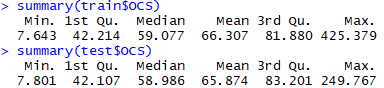 > summary(train$OCS)
Min. 1st Qu. Median Mean 3rd Qu. Max.
7.643 42.214 59.077 66.307 81.880 425.379
> summary(test$OCS)
Min. 1st Qu. Median Mean 3rd Qu. Max.
7.801 42.107 58.986 65.874 83.201 249.767